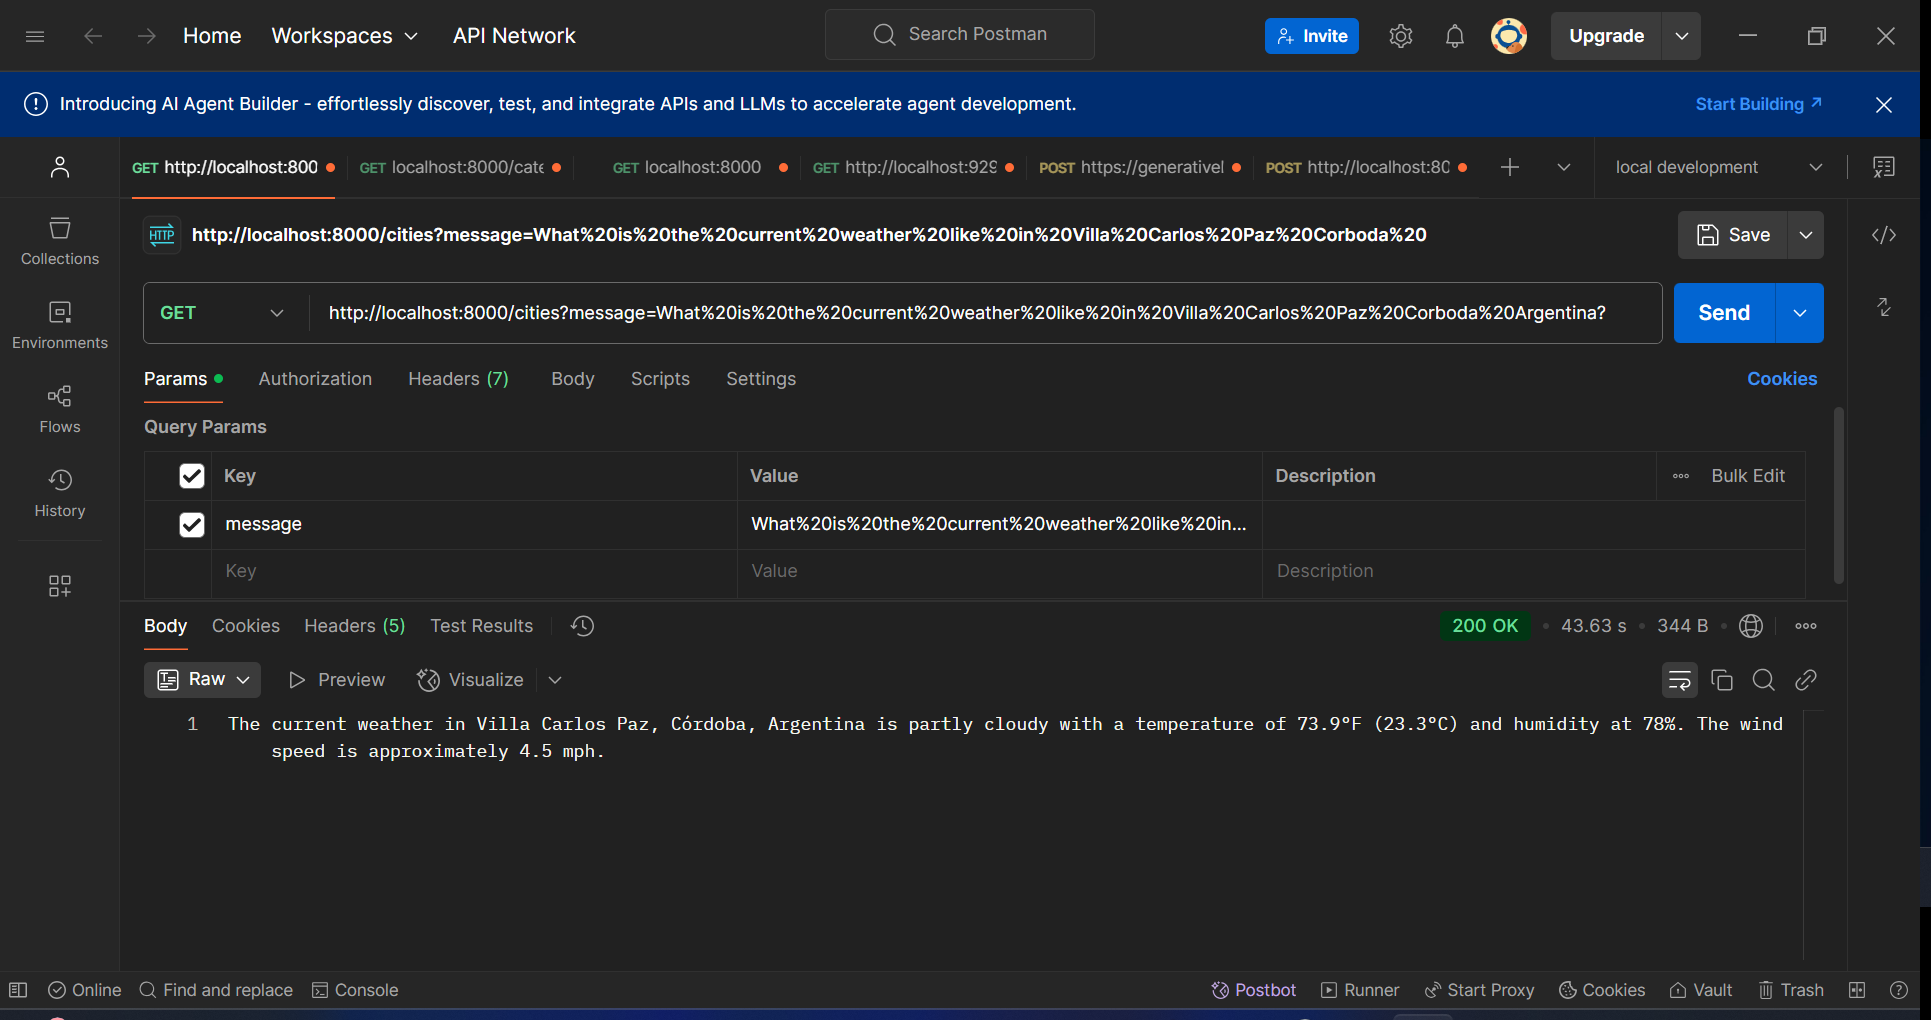 Home Workspaces API Network Search Postman Invite Upgrade
Introducing AI Agent Builder - effortlessly discover, test, and integrate APIs and LLMs to accelerate agent development. Start Building
GET http://localhost:800 GET localhost:8000/cate GET localhost:8000 GET http://localhost:929 POST https://generativel POST http://localhost:80 local development
HTTP http://localhost:8000/cities?message=What%20is%20the%20current%20weather%20like%20in%20Villa%20Carlos%20Paz%20Corboda%20 Save
GET http://localhost:8000/cities?message=What%20is%20the%20current%20weather%20like%20in%20Villa%20Carlos%20Paz%20Corboda%20Argentina? Send
Params Authorization Headers (7) Body Scripts Settings Cookies
Query Params
Key Value Description Bulk Edit
message What%20is%20the%20current%20weather%20like%20in...
Key Value Description
Collections
Environments
Flows
History
Body Cookies Headers (5) Test Results 200 OK 43.63 s 344 B
Raw Preview Visualize
1 The current weather in Villa Carlos Paz, Córdoba, Argentina is partly cloudy with a temperature of 73.9°F (23.3°C) and humidity at 78%. The wind
speed is approximately 4.5 mph.
Online Find and replace Console Postbot Runner Start Proxy Cookies Vault Trash